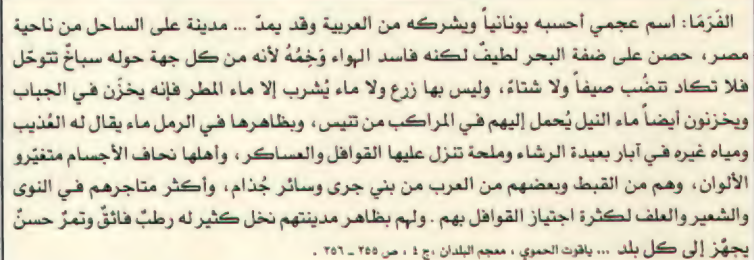 الفَرَمَا: اسم عجمي أحسبه يونانياً ويشركه من العربية وقد يمدّ ... مدينة على الساحل من ناحية
مصر، حصن على ضفة البحر لطيفٌ لكنه فاسد الهواء وَخِمُهُ لأنه من كل جهة حوله سباخٌ تتوحّل
فلا تكاد تنضُب صيفاً ولا شتاءً، وليس بها زرع ولا ماء يُشرب إلا ماء المطر فإنه يخزَن في الجباب
ويخزنون أيضاً ماء النيل يُحمل إليهم في المراكب من تنيس، وبظاهرها في الرمل ماء يقال له العُذيب
ومياه غيره في آبار بعيدة الرشاء وملحة تنزل عليها القوافل والعساكر، وأهلها نحاف الأجسام متغيّرو
الألوان، وهم من القبط وبعضهم من العرب من بني جرى وسائر جُذام، وأكثر متاجرهم في النوى
والشعير والعلف لكثرة اجتياز القوافل بهم. ولهم بظاهر مدينتهم نخل كثير له رطبٌ فائقٌ وتمرٌ حسنٌ
يجهّز إلى كل بلد ... ياقوت الحموي، معجم البلدان، ج ٤، ص ٢٥٥ - ٢٥٦.